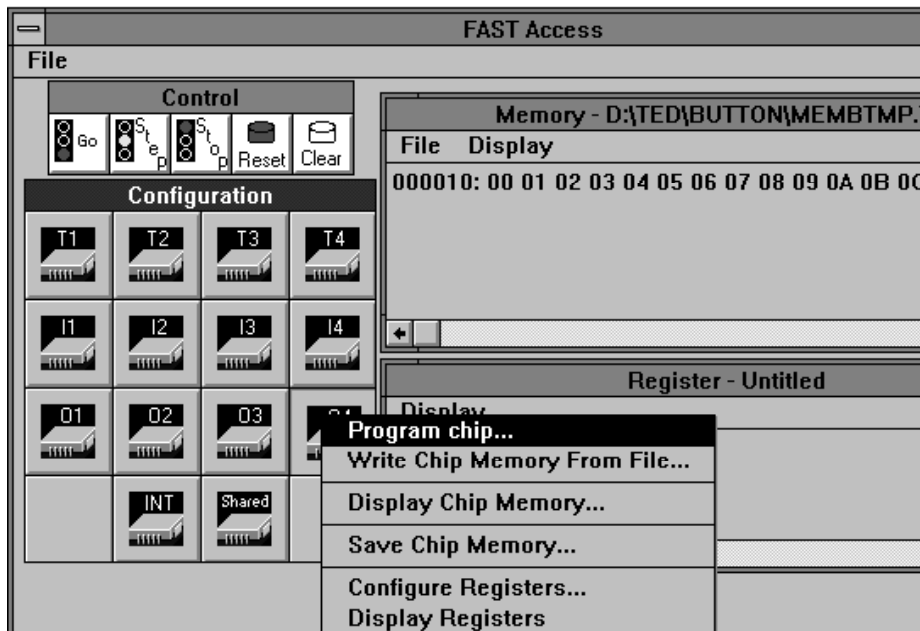 FAST Access
File
Control
Go
Step
Stop
Reset
Clear
Configuration
T1 T2 T3 T4
I1 I2 I3 I4
O1 O2 O3 O4
INT Shared
Memory - D:\TED\BUTTON\MEMBTMP.
File Display
000010: 00 01 02 03 04 05 06 07 08 09 0A 0B 0C
Register - Untitled
Display
Program chip...
Write Chip Memory From File...
Display Chip Memory...
Save Chip Memory...
Configure Registers...
Display Registers